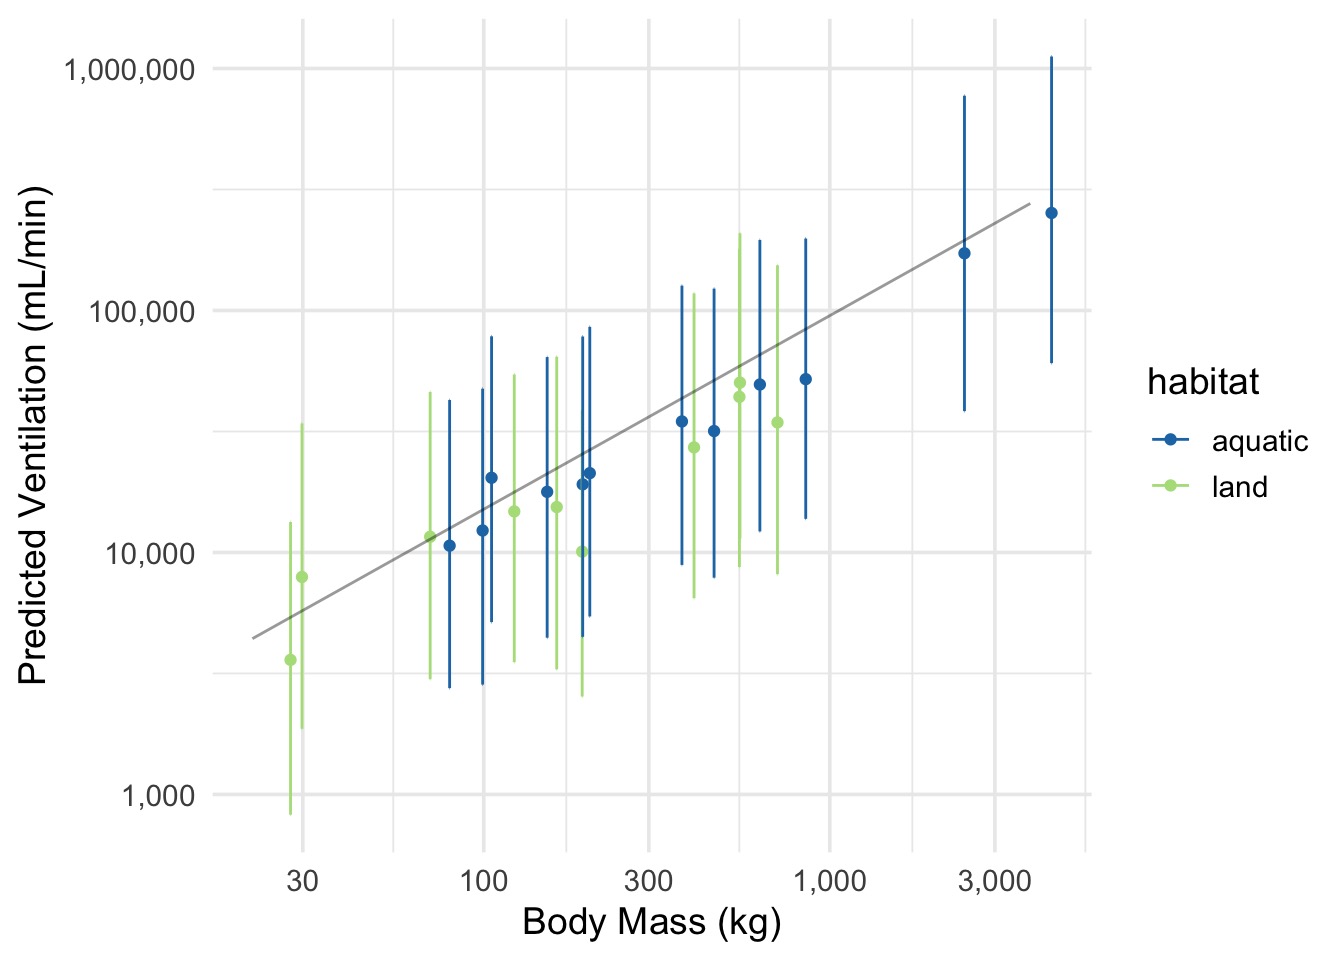 Predicted Ventilation (mL/min)
1,000,000
100,000
10,000
1,000
30 100 300 1,000 3,000
Body Mass (kg)
habitat
aquatic
land